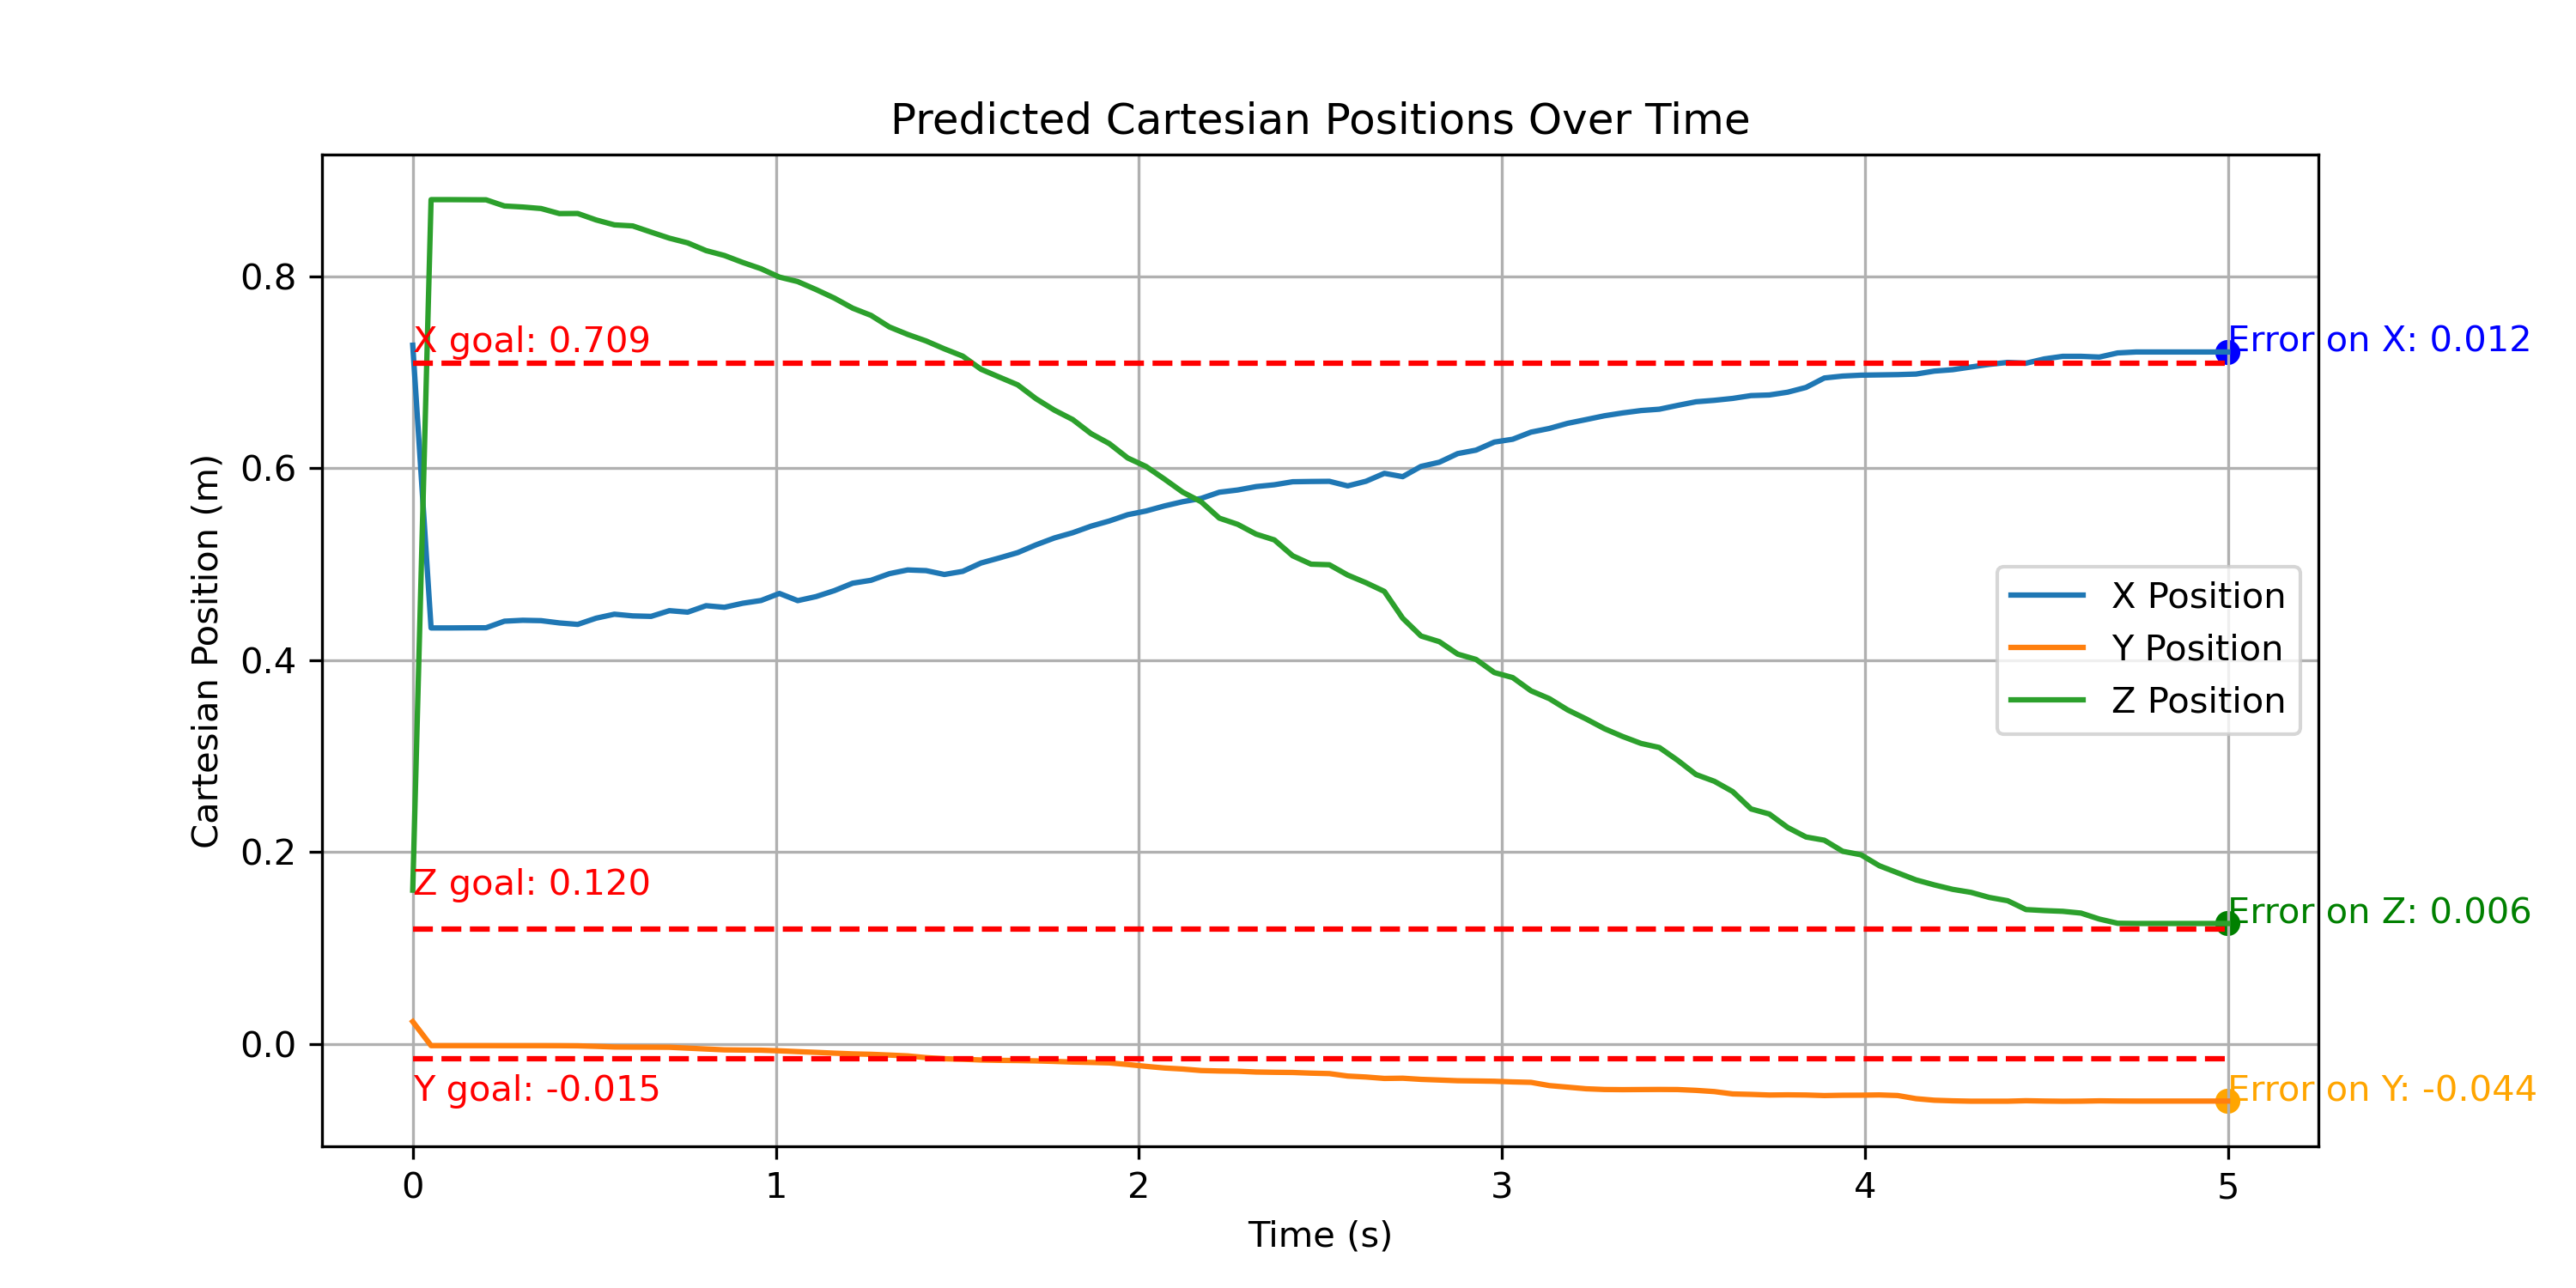 Predicted Cartesian Positions Over Time
Cartesian Position (m)
0.8
0.6
0.4
0.2
0.0
X goal: 0.709
Z goal: 0.120
Y goal: -0.015
Error on X: 0.012
Error on Z: 0.006
Error on Y: -0.044
X Position
Y Position
Z Position
0
1
2
3
4
5
Time (s)